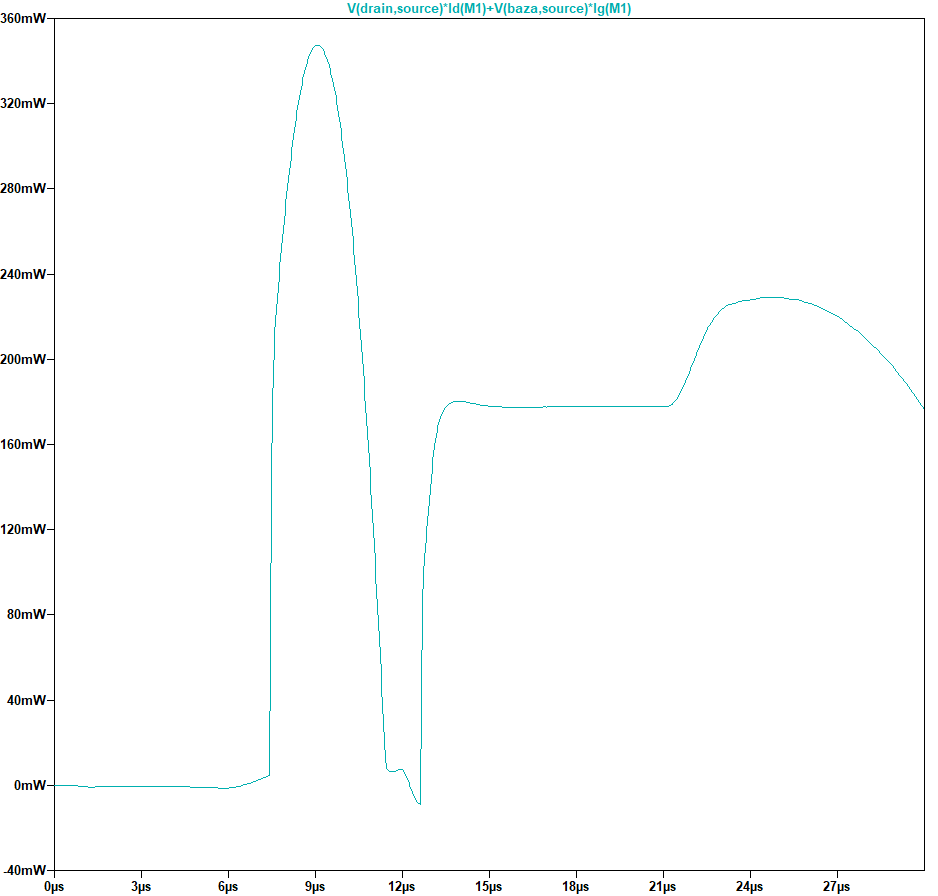 V(drain,source)*Id(M1)+V(baza,source)*Ig(M1)
360mW
320mW
280mW
240mW
200mW
160mW
120mW
80mW
40mW
0mW
-40mW
0µs 3µs 6µs 9µs 12µs 15µs 18µs 21µs 24µs 27µs